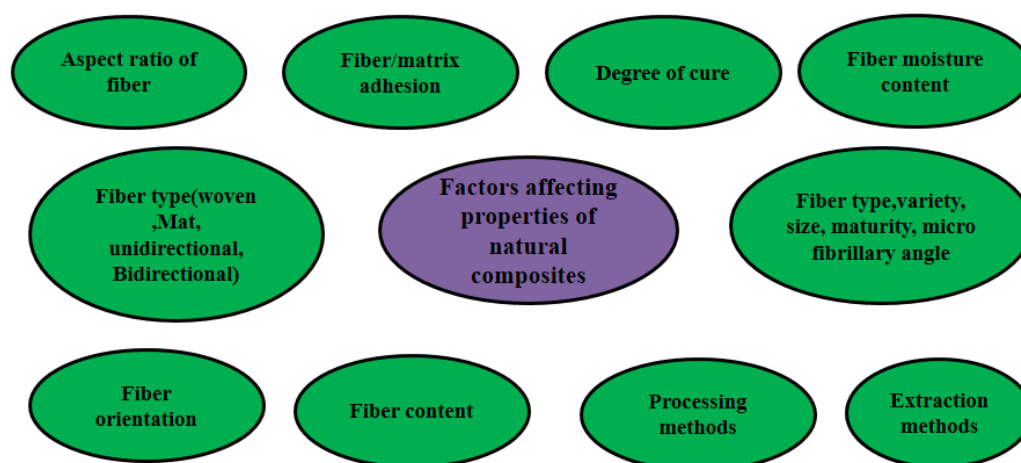 Aspect ratio of
fiber
Fiber/matrix
adhesion
Degree of cure
Fiber moisture
content
Fiber type(woven
,Mat,
unidirectional,
Bidirectional)
Factors affecting
properties of
natural
composites
Fiber type,variety,
size, maturity, micro
fibrillary angle
Fiber
orientation
Fiber content
Processing
methods
Extraction
methods